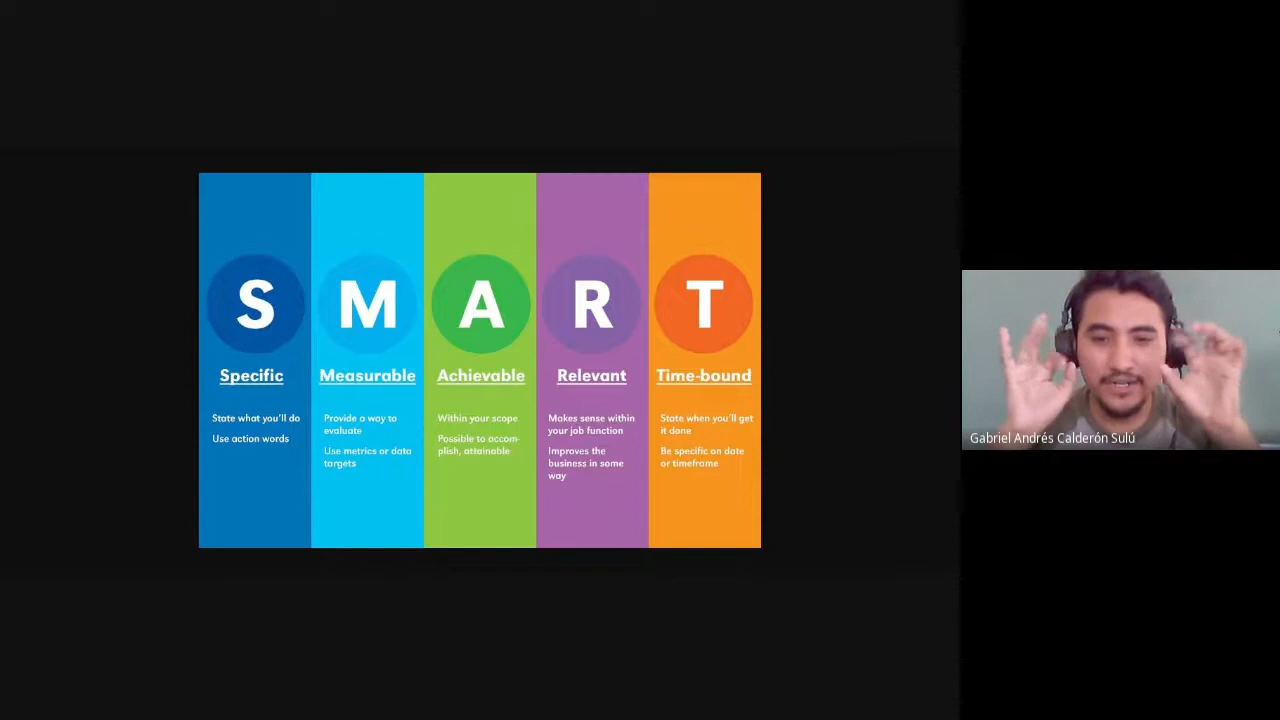 S M A R T
Specific
State what you'll do
Use action words
Measurable
Provide a way to
evaluate
Use metrics or data
targets
Achievable
Within your scope
Possible to accom-
plish, attainable
Relevant
Makes sense within
your job function
Improves the
business in some
way
Time-bound
State when you'll get
it done
Be specific on date
or timeframe
Gabriel Andrés Calderón Sulú